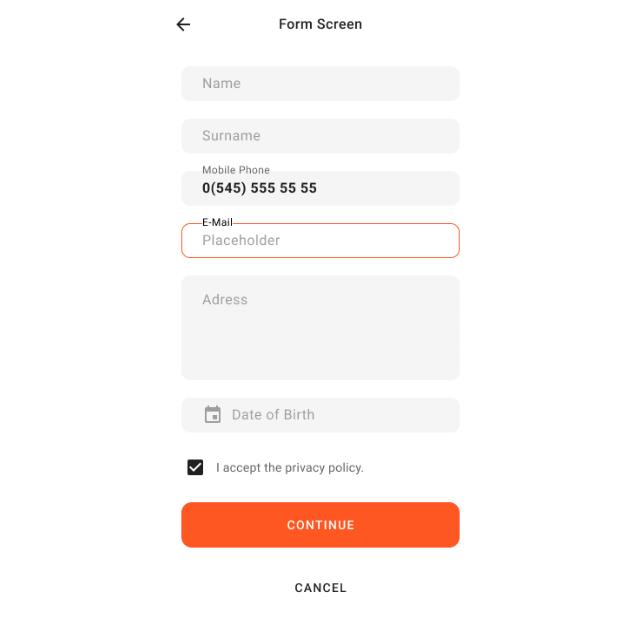 Form Screen
Name
Surname
Mobile Phone
0(545) 555 55 55
E-Mail
Placeholder
Adress
Date of Birth
I accept the privacy policy.
CONTINUE
CANCEL